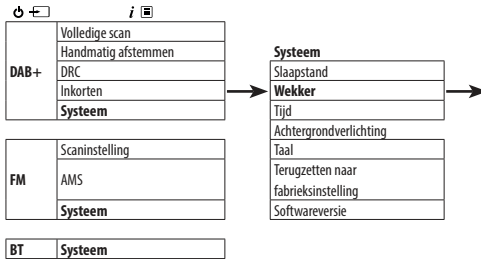 i
DAB+
Volledige scan
Handmatig afstemmen
DRC
Inkorten
Systeem
FM
Scaninstelling
AMS
Systeem
BT
Systeem
Systeem
Slaapstand
Wekker
Tijd
Achtergrondverlichting
Taal
Terugzetten naar
fabrieksinstelling
Softwareversie